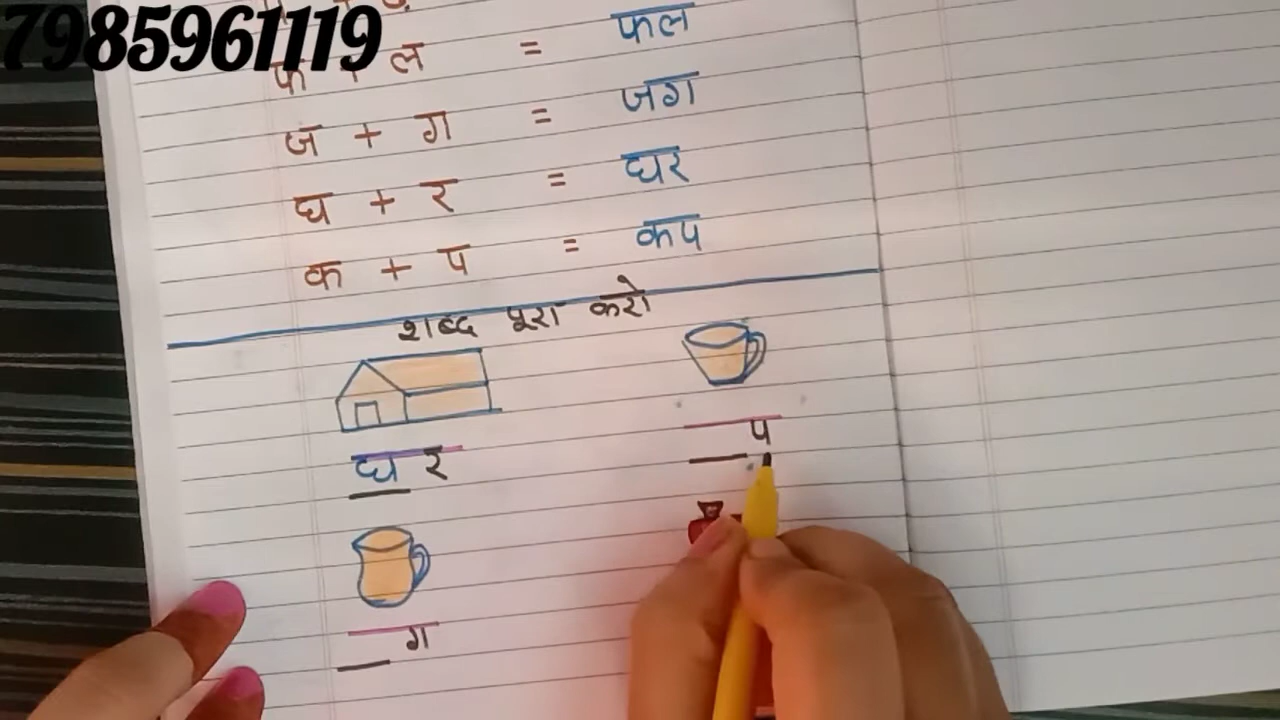 7985961119
फ + ल = फल
ज + ग = जग
घ + र = घर
क + प = कप
शब्द पूरा करो
घ र
_ प
_ ग